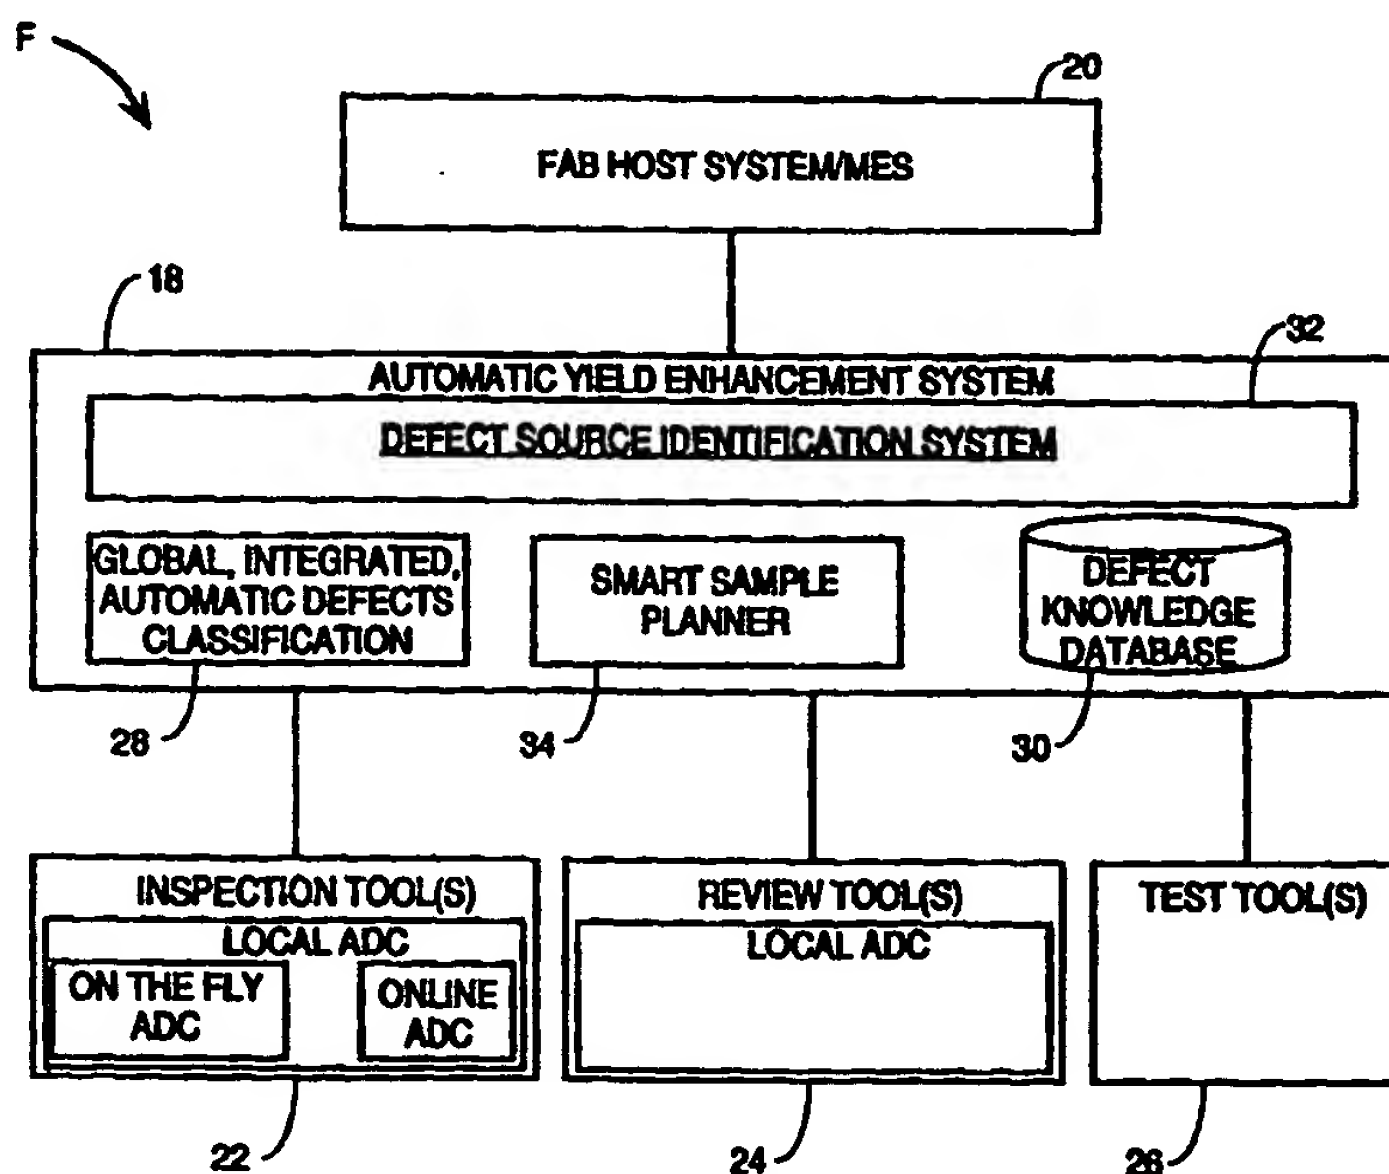 F
20
FAB HOST SYSTEM/MES
18
32
AUTOMATIC YIELD ENHANCEMENT SYSTEM
DEFECT SOURCE IDENTIFICATION SYSTEM
GLOBAL, INTEGRATED,
AUTOMATIC DEFECTS
CLASSIFICATION
SMART SAMPLE
PLANNER
DEFECT
KNOWLEDGE
DATABASE
28
34
30
INSPECTION TOOL(S)
LOCAL ADC
ON THE FLY
ADC
ONLINE
ADC
REVIEW TOOL(S)
LOCAL ADC
TEST TOOL(S)
22
24
26